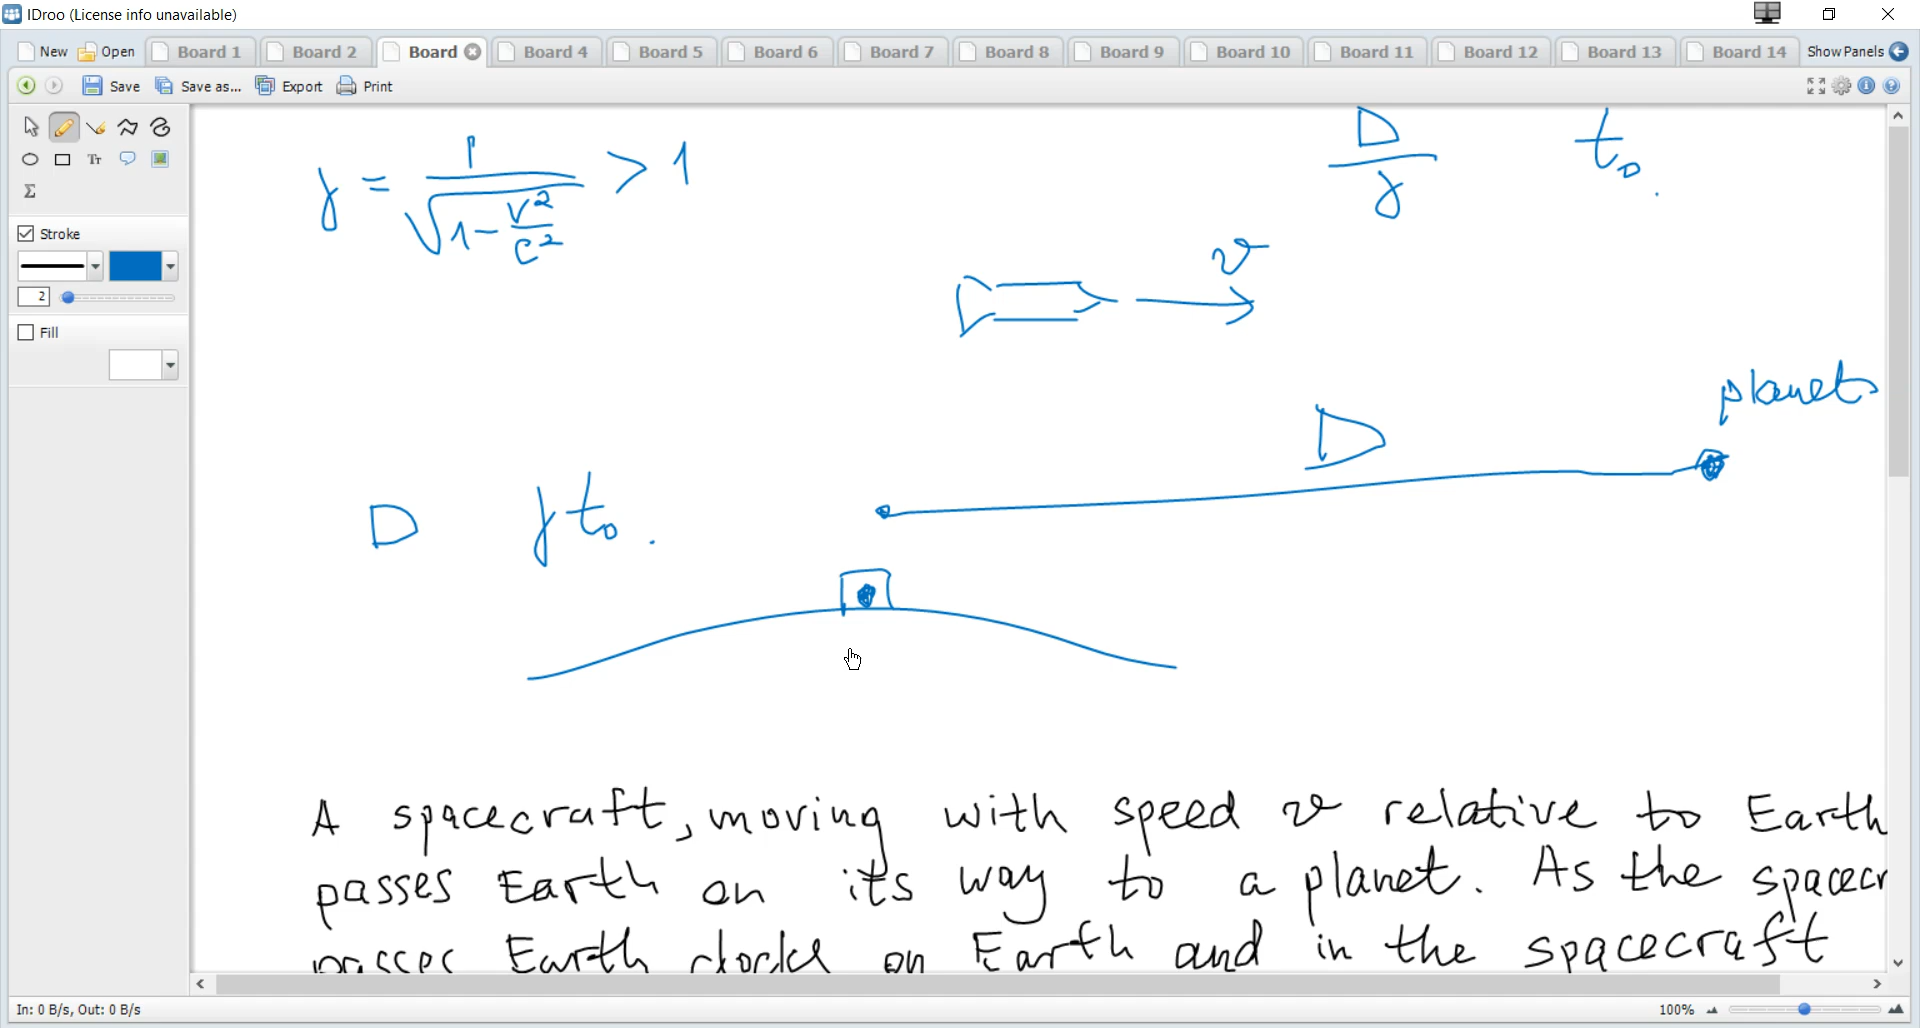 IDroo (License info unavailable)
New Open Board 1 Board 2 Board Board 4 Board 5 Board 6 Board 7 Board 8 Board 9 Board 10 Board 11 Board 12 Board 13 Board 14 Show Panels
Save Save as... Export Print
Tr
Σ
Stroke
2
Fill
γ = 1/√(1-v²/c²) > 1
D/γ t₀.
v
planet
D
D γt₀.
A spacecraft, moving with speed v relative to Earth
passes Earth on its way to a planet. As the spacecr
passes Earth clocks on Earth and in the spacecraft
In: 0 B/s, Out: 0 B/s
100%